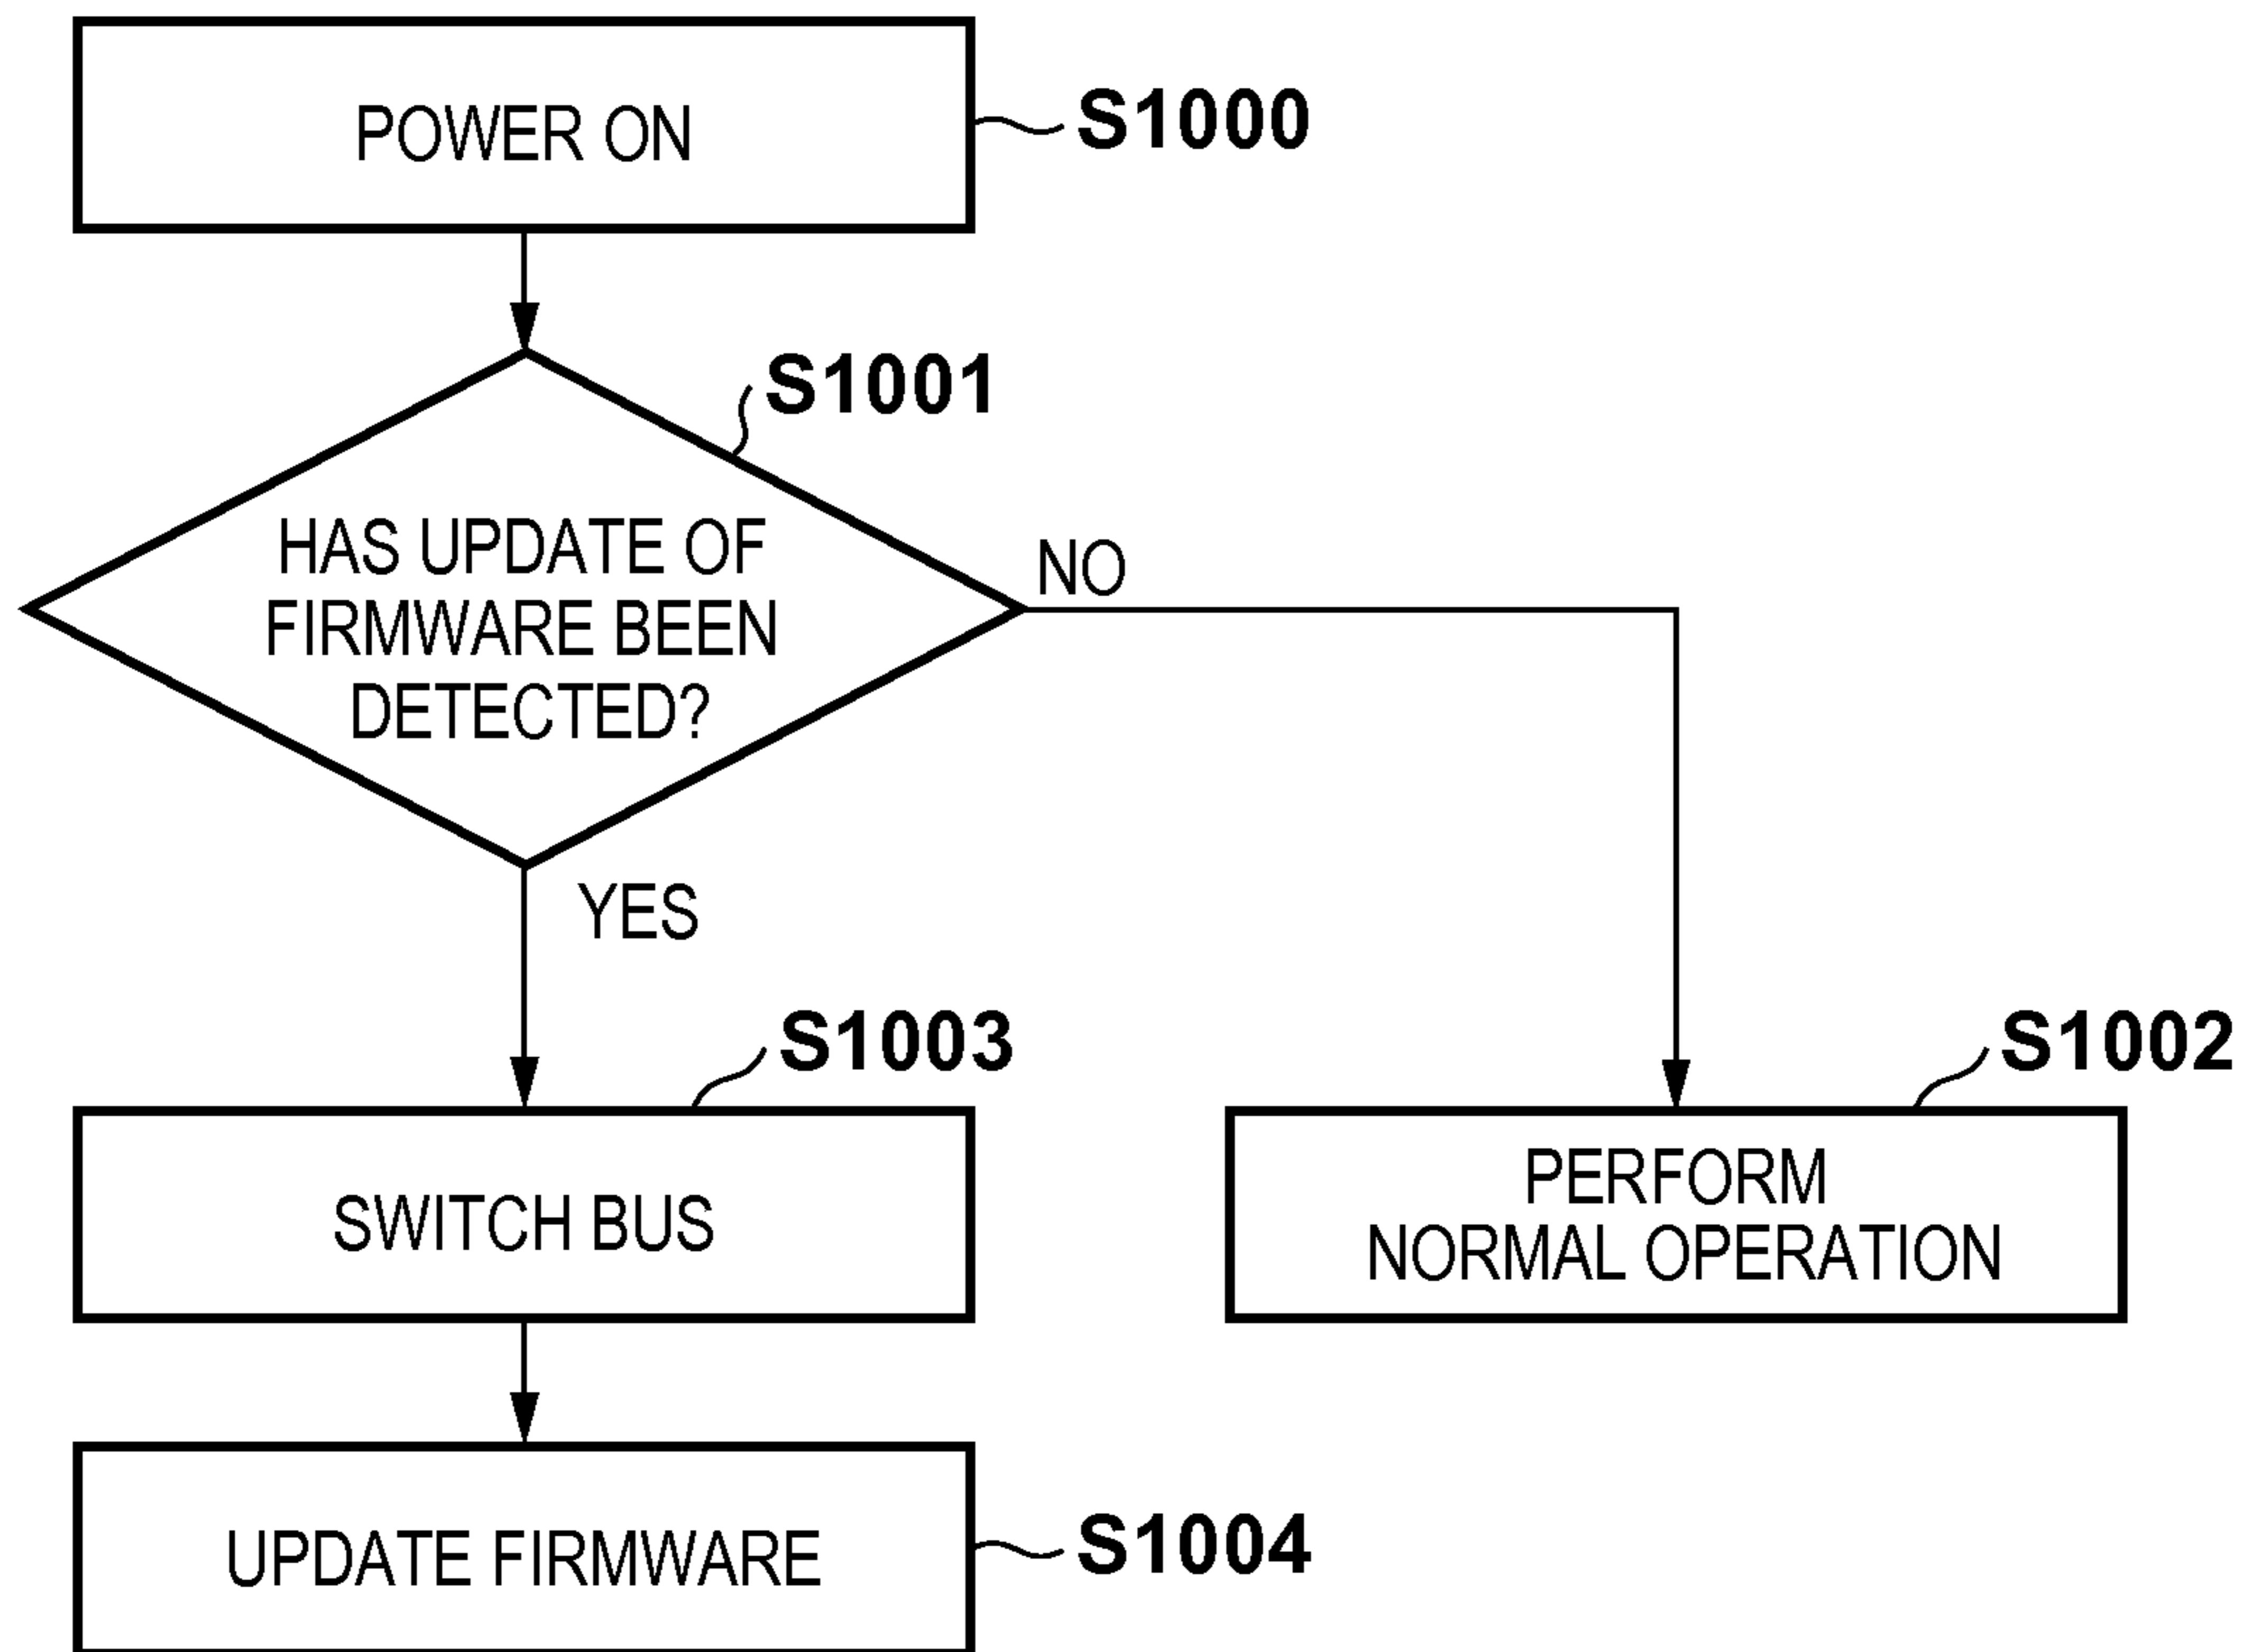 POWER ON
S1000
S1001
HAS UPDATE OF
FIRMWARE BEEN
DETECTED?
NO
YES
S1003
SWITCH BUS
S1002
PERFORM
NORMAL OPERATION
UPDATE FIRMWARE
S1004